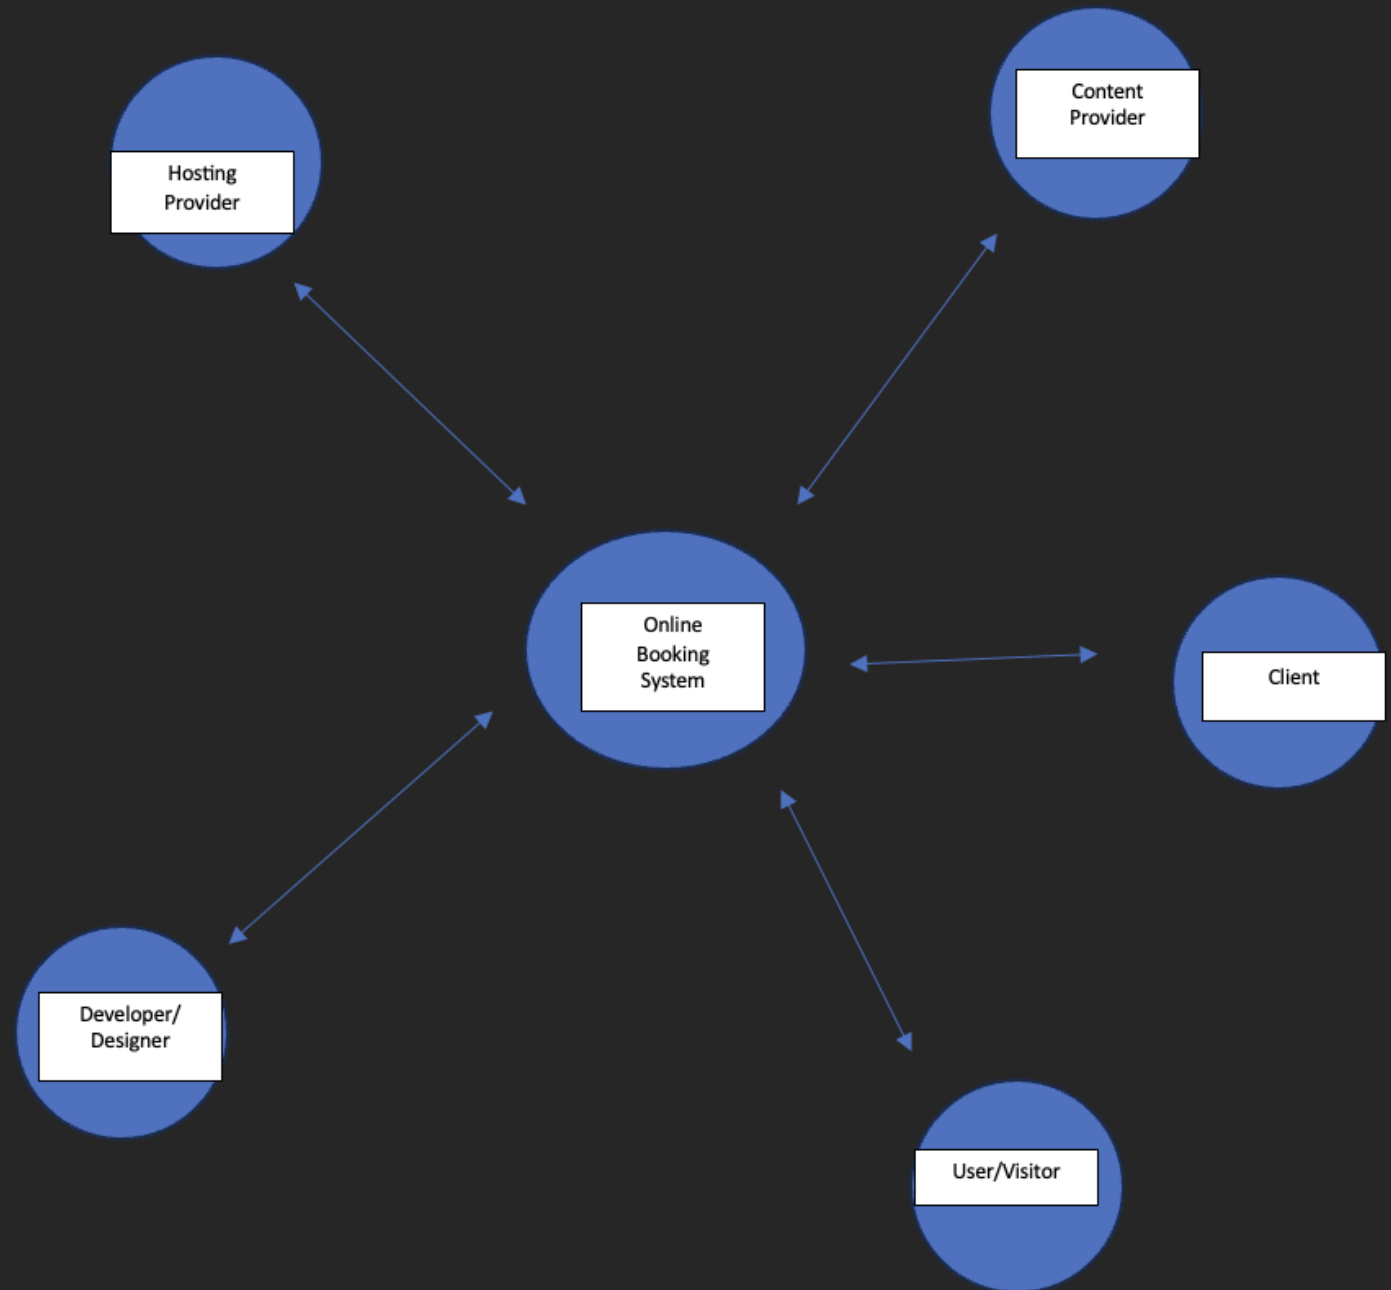 Content
Provider
Hosting
Provider
Online
Booking
System
Client
Developer/
Designer
User/Visitor